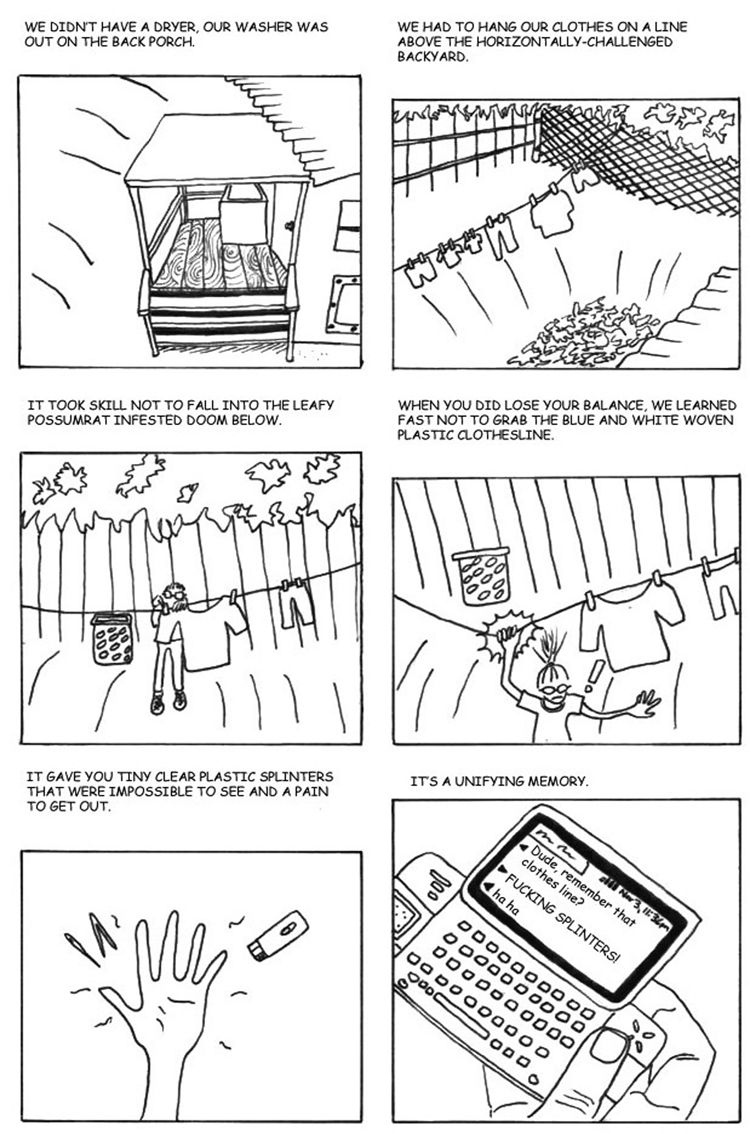 WE DIDN'T HAVE A DRYER, OUR WASHER WAS
OUT ON THE BACK PORCH.
WE HAD TO HANG OUR CLOTHES ON A LINE
ABOVE THE HORIZONTALLY-CHALLENGED
BACKYARD.
IT TOOK SKILL NOT TO FALL INTO THE LEAFY
POSSUMRAT INFESTED DOOM BELOW.
WHEN YOU DID LOSE YOUR BALANCE, WE LEARNED
FAST NOT TO GRAB THE BLUE AND WHITE WOVEN
PLASTIC CLOTHESLINE.
!
IT GAVE YOU TINY CLEAR PLASTIC SPLINTERS
THAT WERE IMPOSSIBLE TO SEE AND A PAIN
TO GET OUT.
IT'S A UNIFYING MEMORY.
Nov 3, 11:36pm
Dude, remember that
clothes line?
FUCKING SPLINTERS!
ha ha